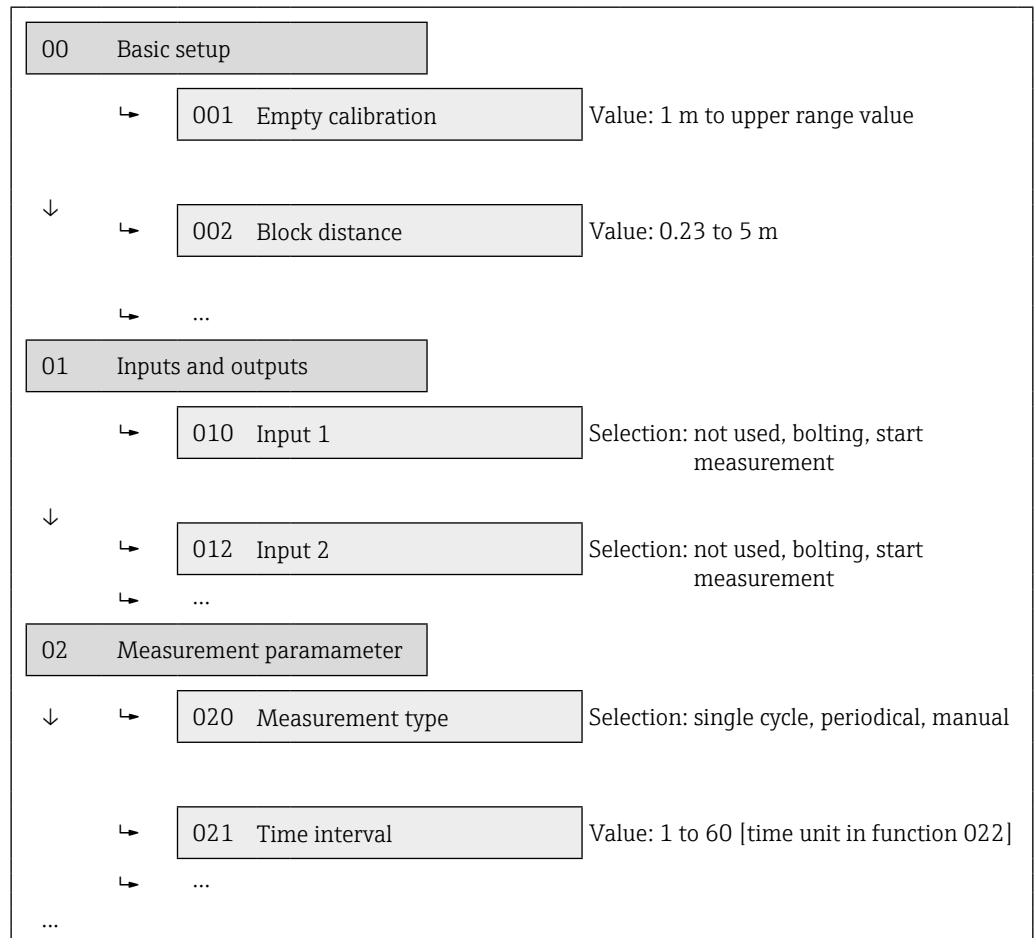 00 Basic setup
001 Empty calibration Value: 1 m to upper range value
002 Block distance Value: 0.23 to 5 m
...
01 Inputs and outputs
010 Input 1 Selection: not used, bolting, start
measurement
012 Input 2 Selection: not used, bolting, start
measurement
...
02 Measurement paramameter
020 Measurement type Selection: single cycle, periodical, manual
021 Time interval Value: 1 to 60 [time unit in function 022]
...
...